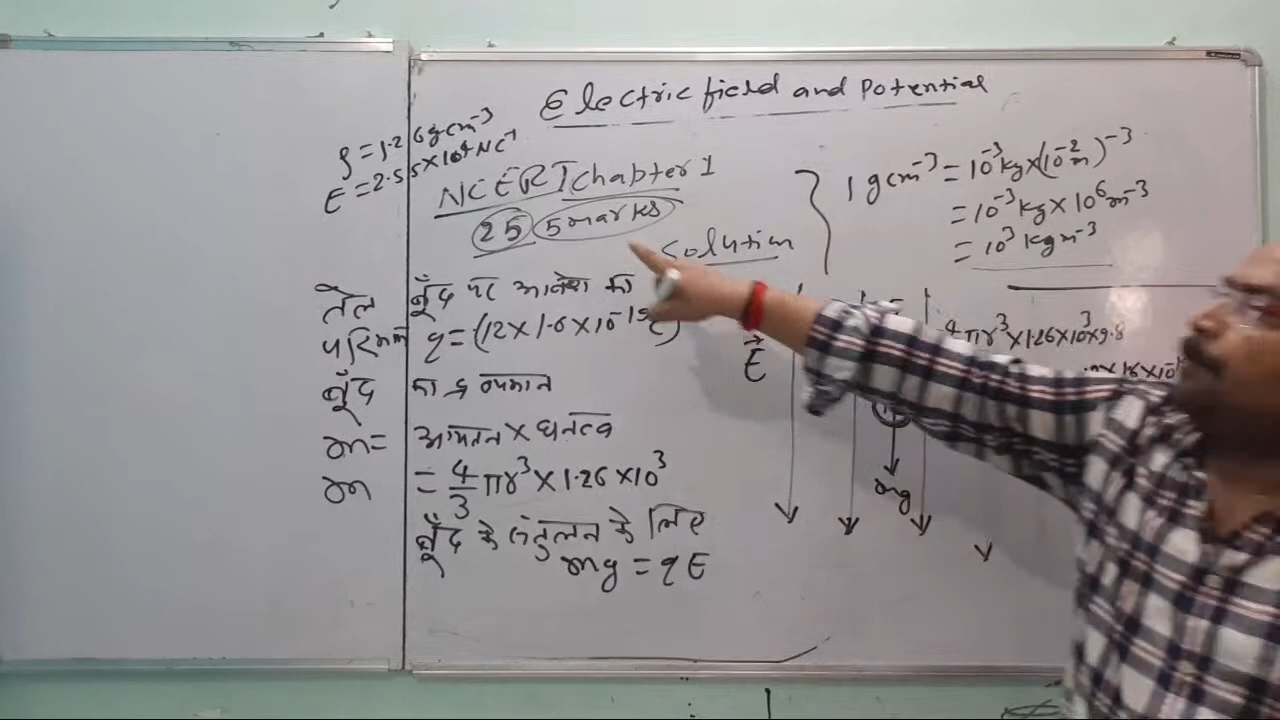 Electric field and Potential
ρ = 1.26 g cm⁻³
E = 2.55 × 10⁴ NC⁻¹
NCERT Chapter 1
25 5 marks
Solution
तेल बूँद पर आवेश का
परिमाण q = (12 × 1.6 × 10⁻¹⁹
बूँद का द्रव्यमान
m = आयतन × घनत्व
m = 4/3 πr³ × 1.26 × 10³
बूँद के संतुलन के लिए
mg = qE
1 g cm⁻³ = 10⁻³ kg × (10⁻² m)⁻³
= 10⁻³ kg × 10⁶ m⁻³
= 10³ kg m⁻³
E⃗
mg
4 πr³ × 1.26 × 10³ × 9.8